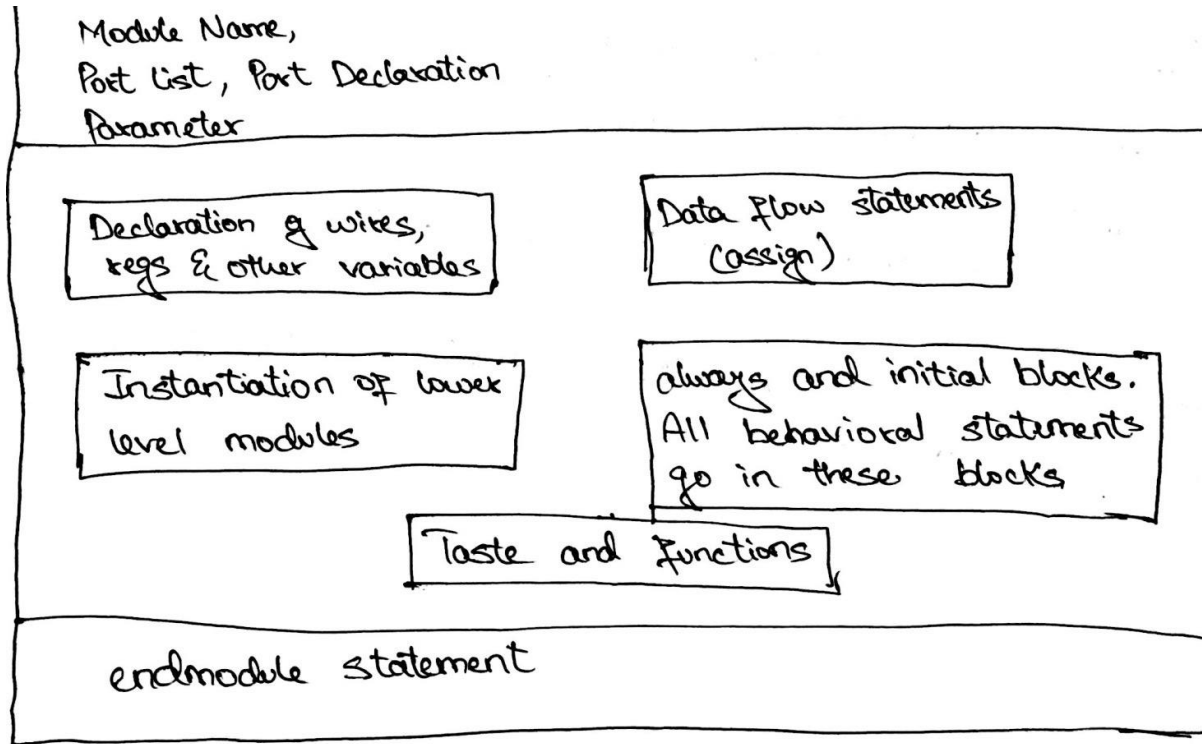 Module Name,
Port List, Port Declaration
Parameter
Declaration of wires,
regs & other variables
Data flow statements
(assign)
Instantiation of lower
level modules
always and initial blocks.
All behavioral statements
go in these blocks
Taste and functions
endmodule statement